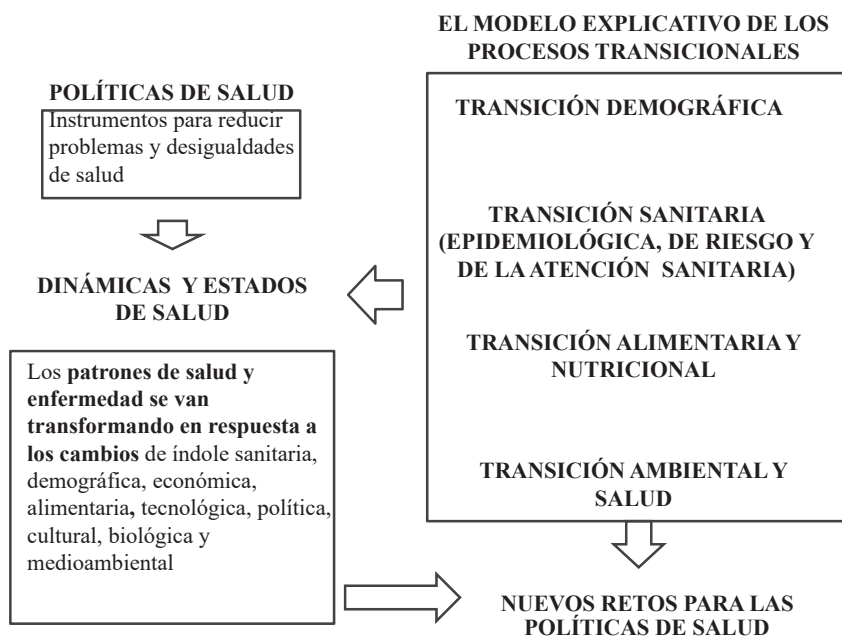 EL MODELO EXPLICATIVO DE LOS
PROCESOS TRANSICIONALES
POLÍTICAS DE SALUD
Instrumentos para reducir
problemas y desigualdades
de salud
DINÁMICAS Y ESTADOS
DE SALUD
Los patrones de salud y
enfermedad se van
transformando en respuesta a
los cambios de índole sanitaria,
demográfica, económica,
alimentaria, tecnológica, política,
cultural, biológica y
medioambiental
TRANSICIÓN DEMOGRÁFICA
TRANSICIÓN SANITARIA
(EPIDEMIOLÓGICA, DE RIESGO Y
DE LA ATENCIÓN SANITARIA)
TRANSICIÓN ALIMENTARIA Y
NUTRICIONAL
TRANSICIÓN AMBIENTAL Y
SALUD
NUEVOS RETOS PARA LAS
POLÍTICAS DE SALUD